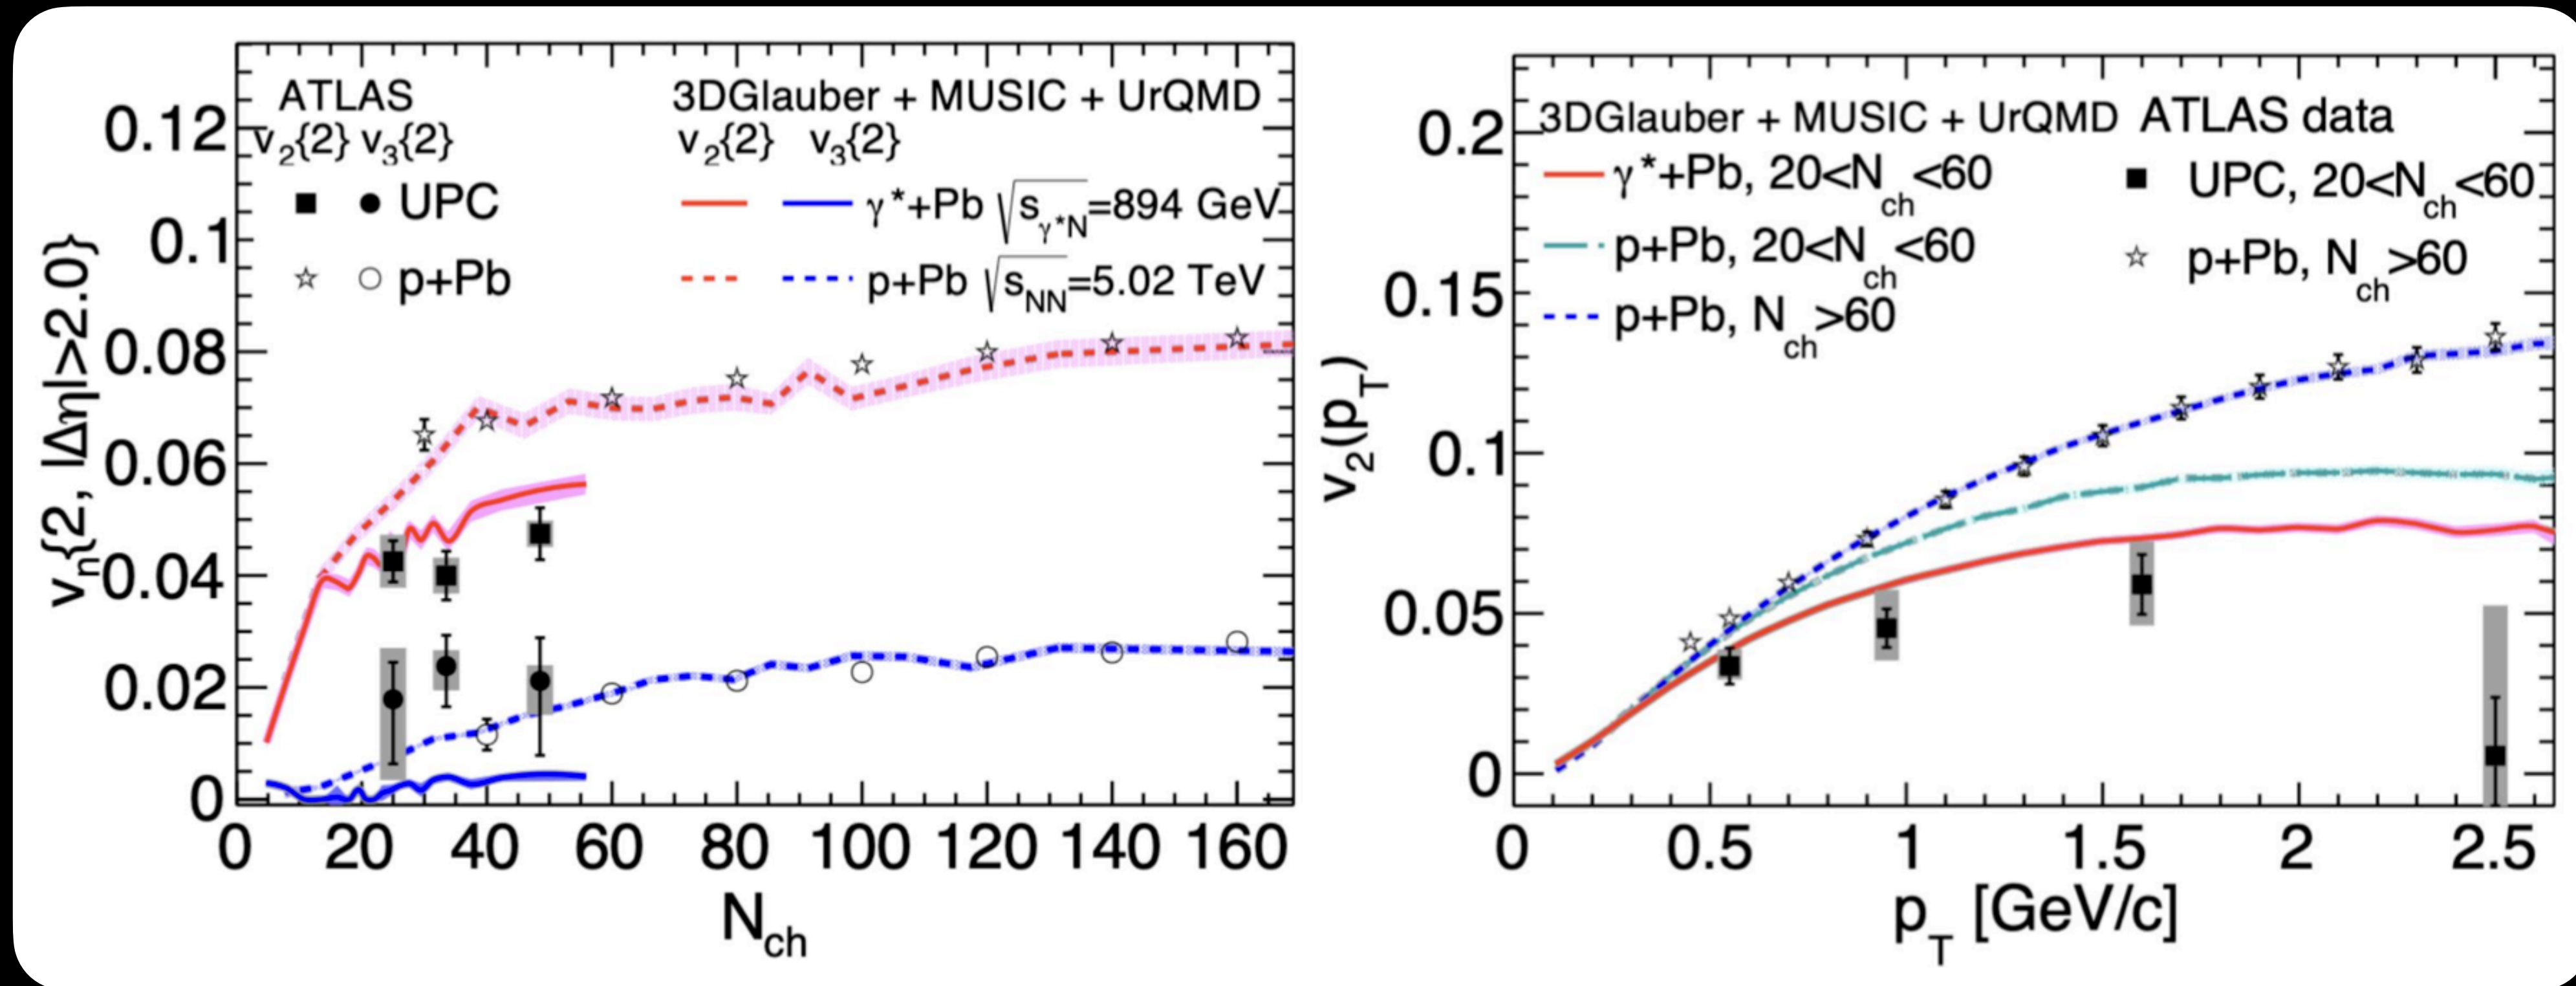 ATLAS
v2{2} v3{2}
■ ● UPC
☆ ○ p+Pb
3DGlauber + MUSIC + UrQMD
v2{2} v3{2}
γ*+Pb √sγ*N=894 GeV
p+Pb √sNN=5.02 TeV
vn{2, |Δη|>2.0}
0.12
0.1
0.08
0.06
0.04
0.02
0
0 20 40 60 80 100 120 140 160
Nch
3DGlauber + MUSIC + UrQMD
γ*+Pb, 20<Nch<60
p+Pb, 20<Nch<60
p+Pb, Nch>60
ATLAS data
■ UPC, 20<Nch<60
☆ p+Pb, Nch>60
v2(pT)
0.2
0.15
0.1
0.05
0
0 0.5 1 1.5 2 2.5
pT [GeV/c]